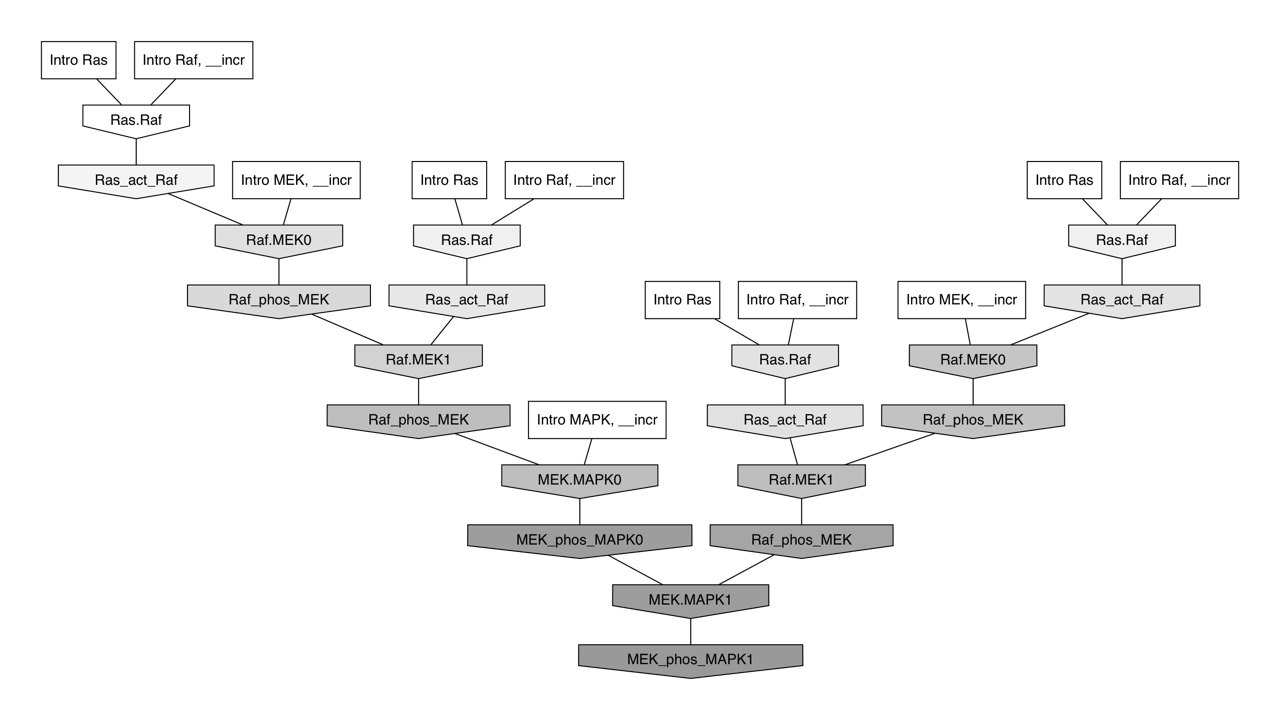 Intro Ras
Intro Raf, __incr
Ras.Raf
Ras_act_Raf
Intro MEK, __incr
Intro Ras
Intro Raf, __incr
Intro Ras
Intro Raf, __incr
Raf.MEK0
Ras.Raf
Ras.Raf
Raf_phos_MEK
Ras_act_Raf
Intro Ras
Intro Raf, __incr
Intro MEK, __incr
Ras_act_Raf
Raf.MEK1
Ras.Raf
Raf.MEK0
Raf_phos_MEK
Intro MAPK, __incr
Ras_act_Raf
Raf_phos_MEK
MEK.MAPK0
Raf.MEK1
MEK_phos_MAPK0
Raf_phos_MEK
MEK.MAPK1
MEK_phos_MAPK1